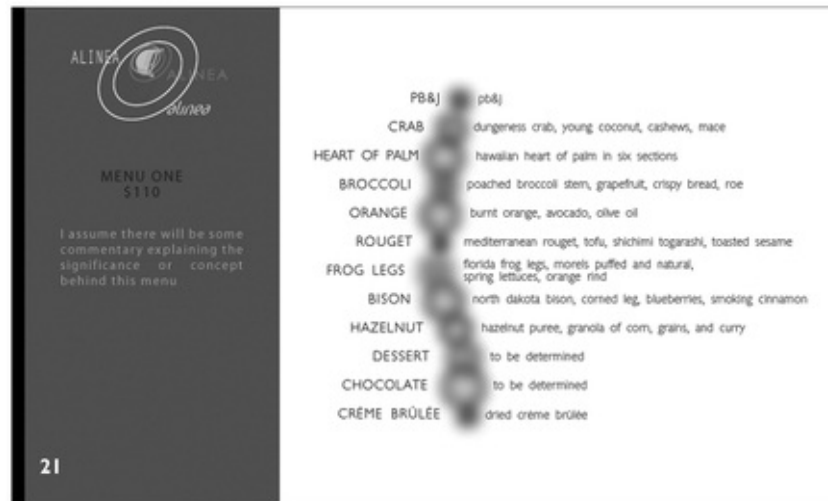 ALINEA
ALINEA
alinea
MENU ONE
$110
I assume there will be some
commentary explaining the
significance or concept
behind this menu
21
PB&J pb&j
CRAB dungeness crab, young coconut, cashews, mace
HEART OF PALM hawaiian heart of palm in six sections
BROCCOLI poached broccoli stem, grapefruit, crispy bread, roe
ORANGE burnt orange, avocado, olive oil
ROUGET mediterranean rouget, tofu, shichimi togarashi, toasted sesame
FROG LEGS florida frog legs, morels puffed and natural,
spring lettuces, orange rind
BISON north dakota bison, corned leg, blueberries, smoking cinnamon
HAZELNUT hazelnut puree, granola of corn, grains, and curry
DESSERT to be determined
CHOCOLATE to be determined
CRÈME BRÛLÉE dried crème brûlée